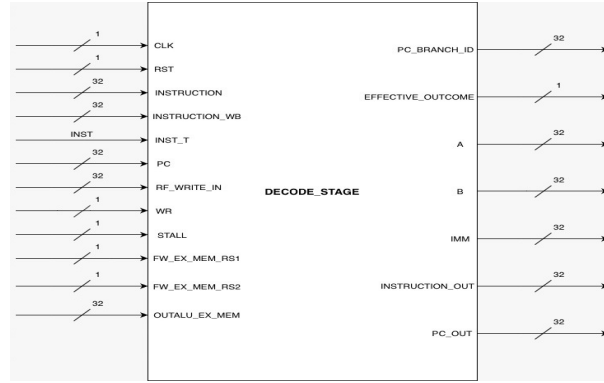 1
CLK
1
RST
32
INSTRUCTION
32
INSTRUCTION_WB
INST
INST_T
32
PC
32
RF_WRITE_IN
1
WR
1
STALL
1
FW_EX_MEM_RS1
1
FW_EX_MEM_RS2
32
OUTALU_EX_MEM
DECODE_STAGE
32
PC_BRANCH_ID
1
EFFECTIVE_OUTCOME
32
A
32
B
32
IMM
32
INSTRUCTION_OUT
32
PC_OUT